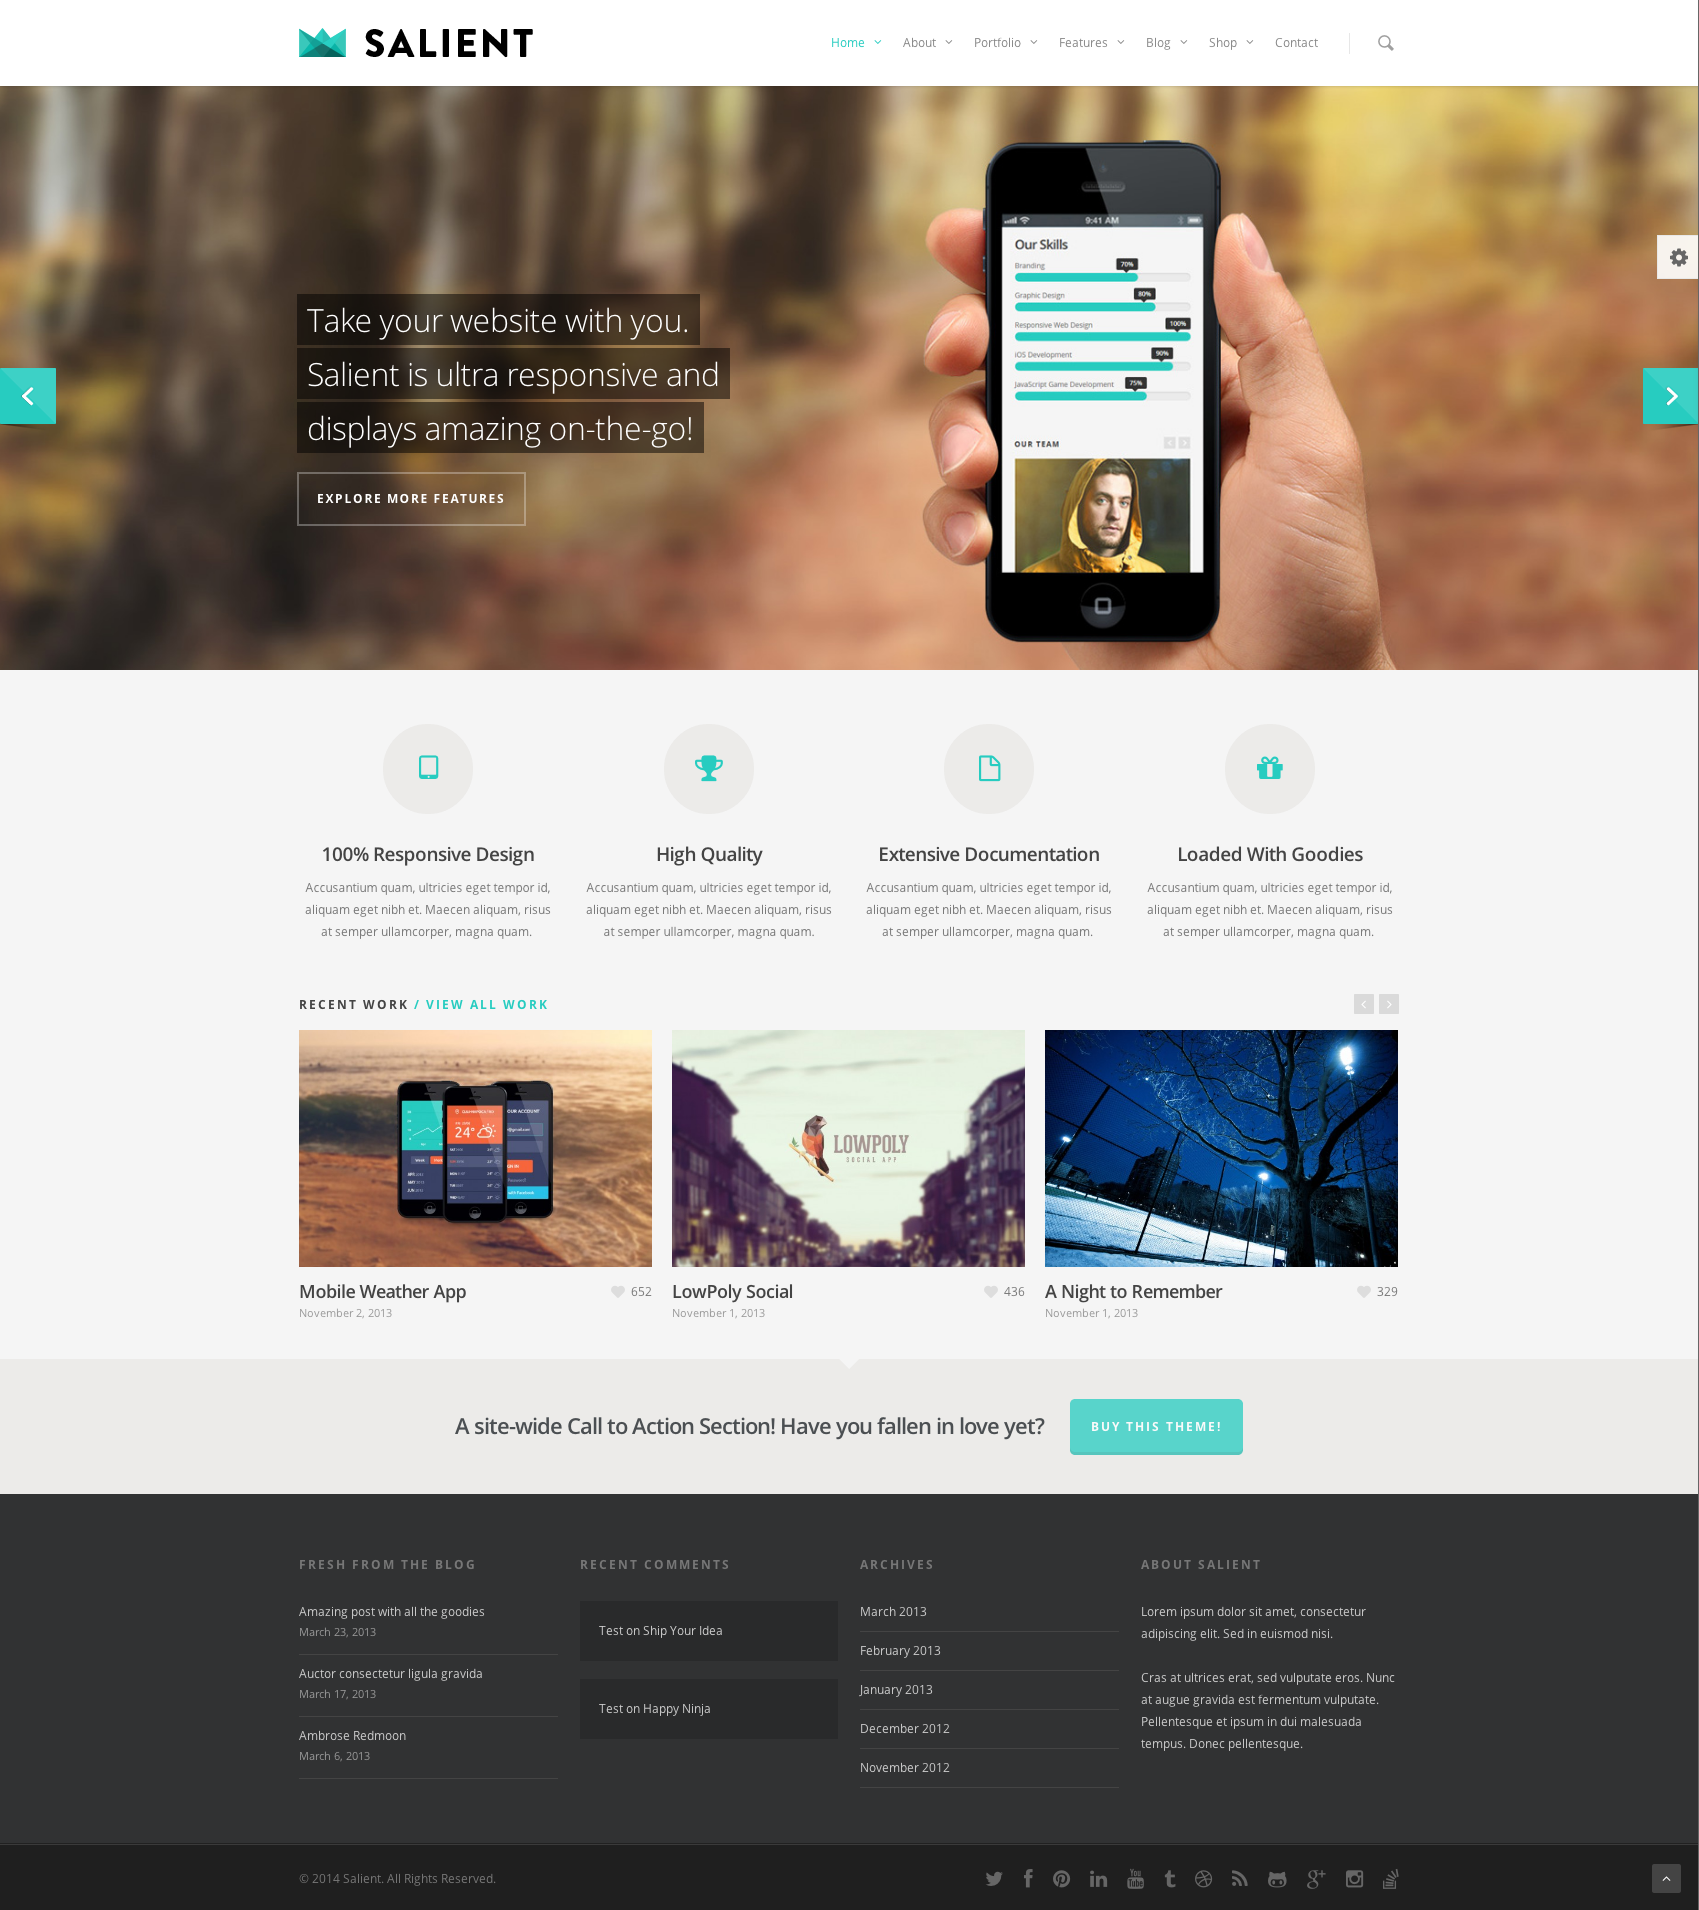 SALIENT
Home About Portfolio Features Blog Shop Contact
9:41 AM
Our Skills
Branding
70%
Graphic Design
80%
Responsive Web Design
100%
iOS Development
90%
JavaScript Game Development
75%
OUR TEAM
Take your website with you.
Salient is ultra responsive and
displays amazing on-the-go!
EXPLORE MORE FEATURES
100% Responsive Design
Accusantium quam, ultricies eget tempor id,
aliquam eget nibh et. Maecen aliquam, risus
at semper ullamcorper, magna quam.
High Quality
Accusantium quam, ultricies eget tempor id,
aliquam eget nibh et. Maecen aliquam, risus
at semper ullamcorper, magna quam.
Extensive Documentation
Accusantium quam, ultricies eget tempor id,
aliquam eget nibh et. Maecen aliquam, risus
at semper ullamcorper, magna quam.
Loaded With Goodies
Accusantium quam, ultricies eget tempor id,
aliquam eget nibh et. Maecen aliquam, risus
at semper ullamcorper, magna quam.
RECENT WORK / VIEW ALL WORK
24°
LOWPOLY
SOCIAL APP
Mobile Weather App 652
November 2, 2013
LowPoly Social 436
November 1, 2013
A Night to Remember 329
November 1, 2013
A site-wide Call to Action Section! Have you fallen in love yet?
BUY THIS THEME!
FRESH FROM THE BLOG
Amazing post with all the goodies
March 23, 2013
Auctor consectetur ligula gravida
March 17, 2013
Ambrose Redmoon
March 6, 2013
RECENT COMMENTS
Test on Ship Your Idea
Test on Happy Ninja
ARCHIVES
March 2013
February 2013
January 2013
December 2012
November 2012
ABOUT SALIENT
Lorem ipsum dolor sit amet, consectetur
adipiscing elit. Sed in euismod nisi.
Cras at ultrices erat, sed vulputate eros. Nunc
at augue gravida est fermentum vulputate.
Pellentesque et ipsum in dui malesuada
tempus. Donec pellentesque.
© 2014 Salient. All Rights Reserved.
You
Tube